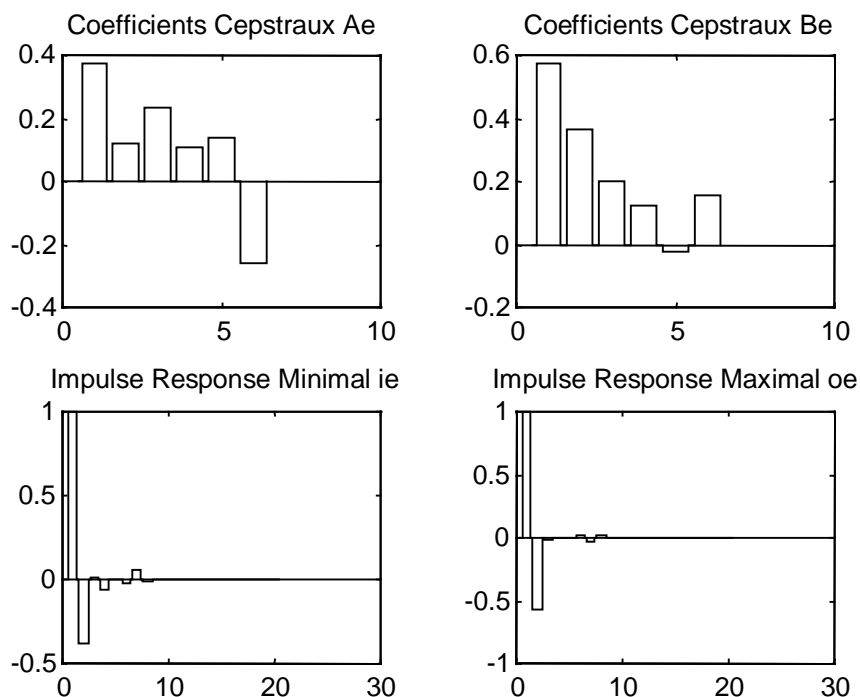 Coefficients Cepstraux Ae
0.4
0.2
0
-0.2
-0.4
0 5 10
Coefficients Cepstraux Be
0.6
0.4
0.2
0
-0.2
0 5 10
Impulse Response Minimal ie
1
0.5
0
-0.5
0 10 20 30
Impulse Response Maximal oe
1
0.5
0
-0.5
-1
0 10 20 30